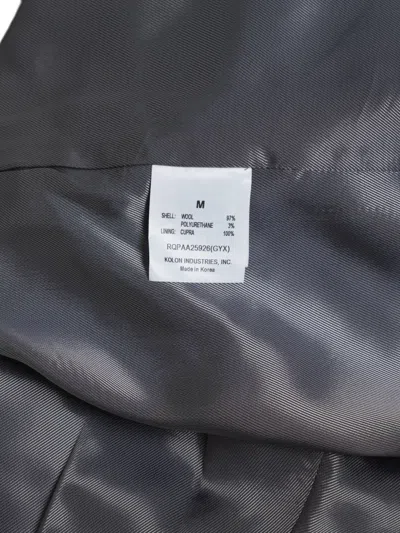 M
SHELL: WOOL 97%
POLYURETHANE 3%
LINING: CUPRA 100%
RQPAA25926(GYX)
KOLON INDUSTRIES, INC.
Made in Korea